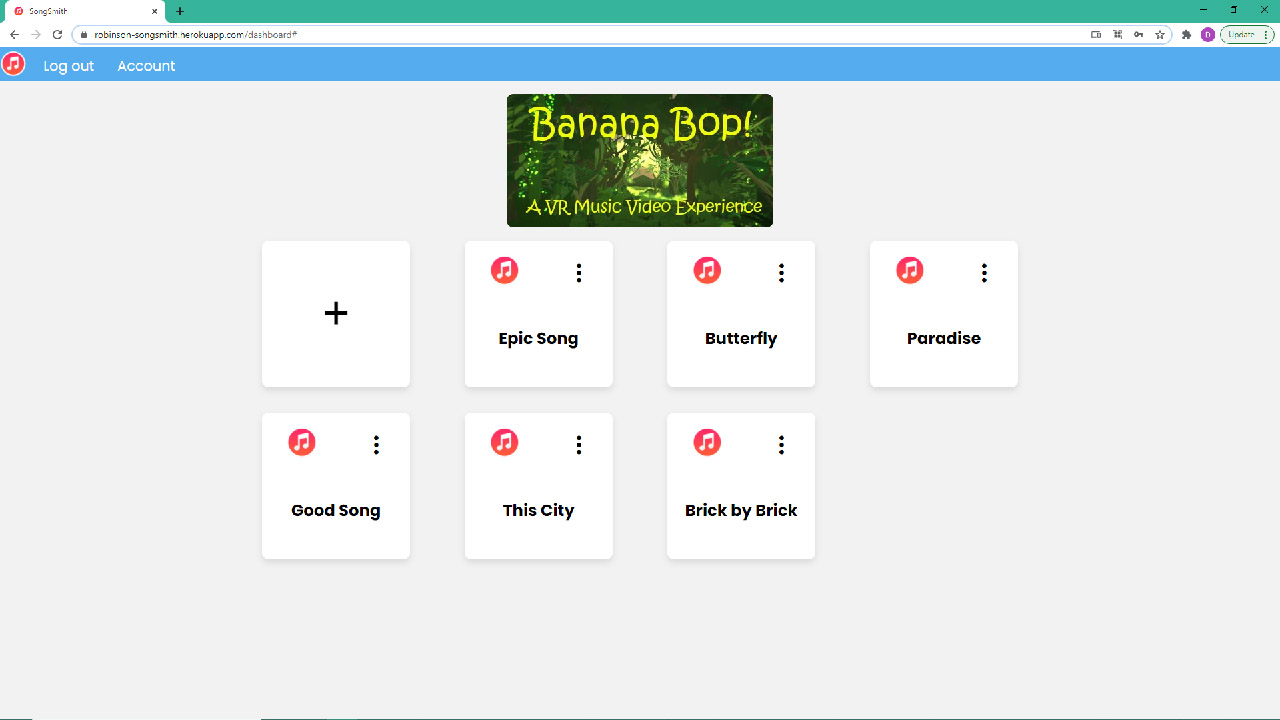 SongSmith
robinson-songsmith.herokuapp.com/dashboard#
D
Update
Log out Account
Banana Bop!
A VR Music Video Experience
+
Epic Song
Butterfly
Paradise
Good Song
This City
Brick by Brick